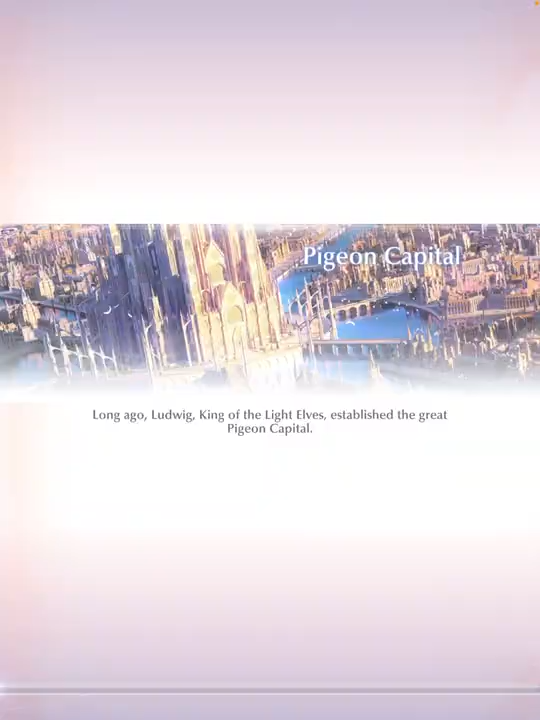 Pigeon Capital
Long ago, Ludwig, King of the Light Elves, established the great
Pigeon Capital.